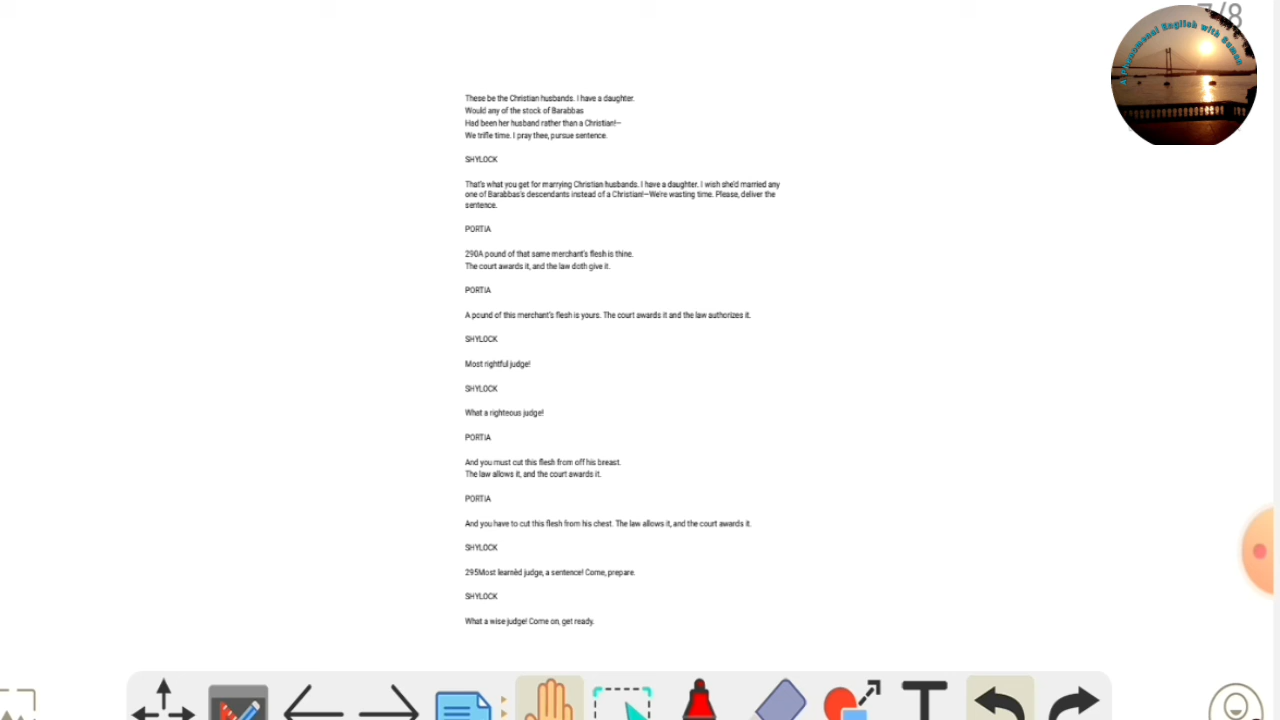 7/8
A Phenomenal English with Suman
These be the Christian husbands. I have a daughter.
Would any of the stock of Barabbas
Had been her husband rather than a Christian!—
We trifle time. I pray thee, pursue sentence.
SHYLOCK
That's what you get for marrying Christian husbands. I have a daughter. I wish she'd married any
one of Barabbas's descendants instead of a Christian!—We're wasting time. Please, deliver the
sentence.
PORTIA
290A pound of that same merchant's flesh is thine.
The court awards it, and the law doth give it.
PORTIA
A pound of this merchant's flesh is yours. The court awards it and the law authorizes it.
SHYLOCK
Most rightful judge!
SHYLOCK
What a righteous judge!
PORTIA
And you must cut this flesh from off his breast.
The law allows it, and the court awards it.
PORTIA
And you have to cut this flesh from his chest. The law allows it, and the court awards it.
SHYLOCK
295Most learnèd judge, a sentence! Come, prepare.
SHYLOCK
What a wise judge! Come on, get ready.
T